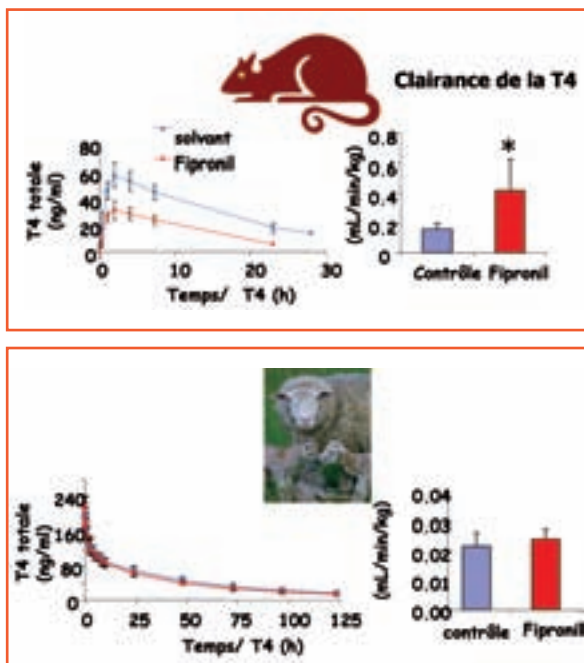 Clairance de la T4
solvant
Fipronil
T4 totale
(ng/ml)
80
60
40
20
0
0
10
20
30
Temps/ T4 (h)
(mL/min/kg)
0.8
0.6
0.4
0.2
0
*
Contrôle Fipronil
T4 totale
(ng/ml)
240
160
80
0
0
25
50
75
100
125
Temps/ T4 (h)
(mL/min/kg)
0.04
0.03
0.02
0.01
0.00
contrôle Fipronil